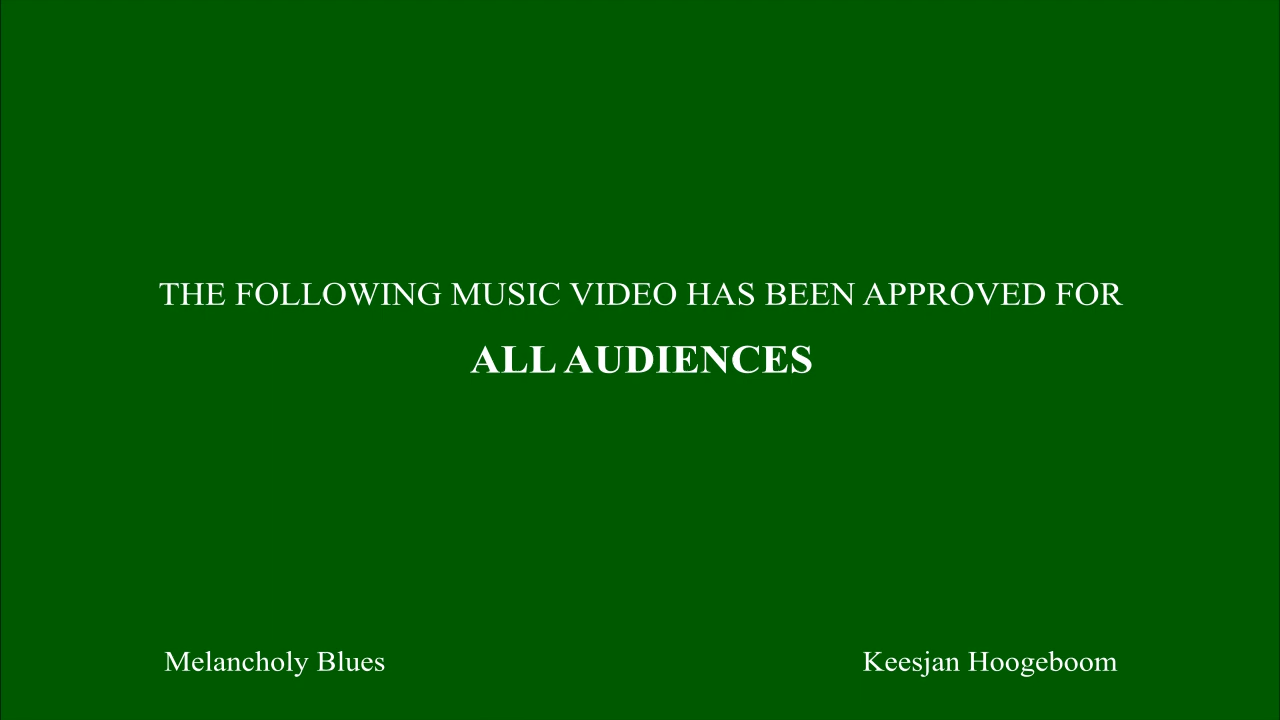 THE FOLLOWING MUSIC VIDEO HAS BEEN APPROVED FOR
ALL AUDIENCES
Melancholy Blues
Keesjan Hoogeboom